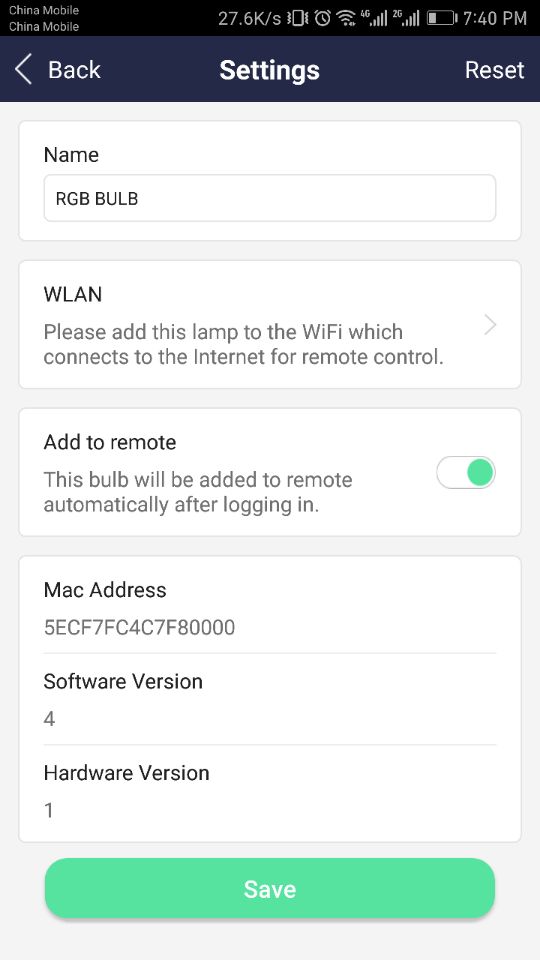 China Mobile
China Mobile
27.6K/s 4G 2G 7:40 PM
Back Settings Reset
Name
RGB BULB
WLAN
Please add this lamp to the WiFi which
connects to the Internet for remote control.
Add to remote
This bulb will be added to remote
automatically after logging in.
Mac Address
5ECF7FC4C7F80000
Software Version
4
Hardware Version
1
Save